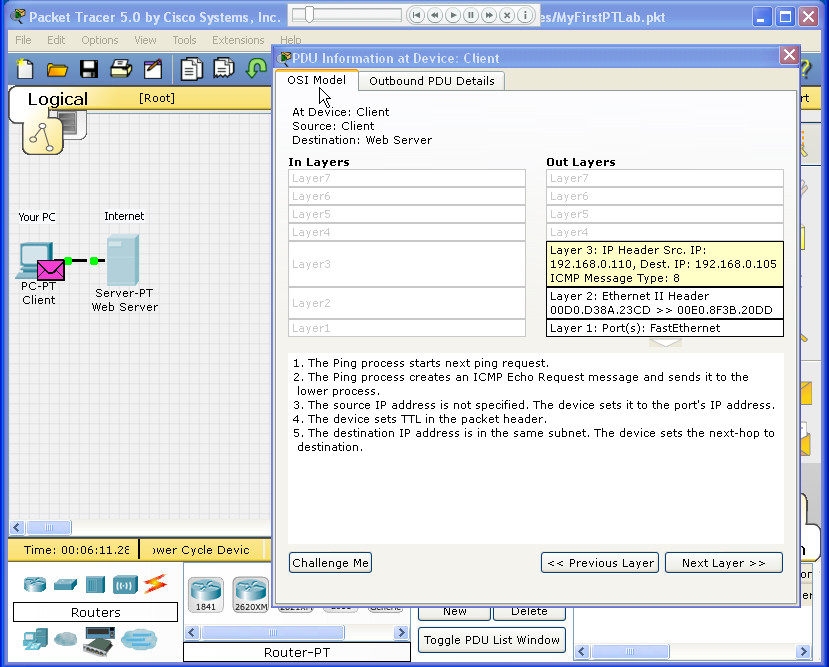 Packet Tracer 5.0 by Cisco Systems, Inc.
es/MyFirstPTLab.pkt
File Edit Options View Tools Extensions Help
PDU Information at Device: Client
OSI Model
Outbound PDU Details
Logical
[Root]
At Device: Client
Source: Client
Destination: Web Server
In Layers
Out Layers
Layer7
Layer6
Layer5
Layer4
Layer3
Layer2
Layer1
Layer7
Layer6
Layer5
Layer4
Layer 3: IP Header Src. IP:
192.168.0.110, Dest. IP: 192.168.0.105
ICMP Message Type: 8
Layer 2: Ethernet II Header
00D0.D38A.23CD >> 00E0.8F3B.20DD
Layer 1: Port(s): FastEthernet
Your PC
Internet
PC-PT
Client
Server-PT
Web Server
1. The Ping process starts next ping request.
2. The Ping process creates an ICMP Echo Request message and sends it to the
lower process.
3. The source IP address is not specified. The device sets it to the port's IP address.
4. The device sets TTL in the packet header.
5. The destination IP address is in the same subnet. The device sets the next-hop to
destination.
Challenge Me
<< Previous Layer
Next Layer >>
Time: 00:06:11.28
ower Cycle Devic
Routers
1841
2620XM
New
Delete
Toggle PDU List Window
Router-PT